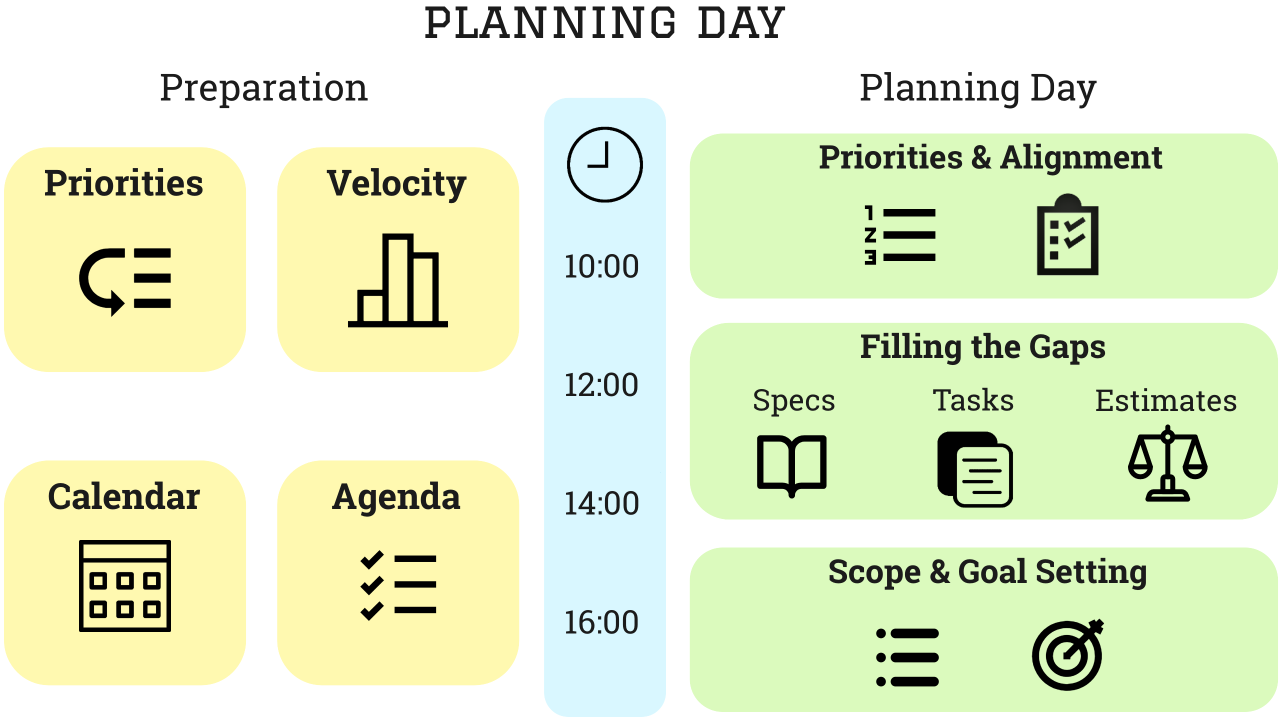 PLANNING DAY
Preparation
Priorities
Velocity
Calendar
Agenda
10:00
12:00
14:00
16:00
Planning Day
Priorities & Alignment
1
2
3
Filling the Gaps
Specs
Tasks
Estimates
Scope & Goal Setting